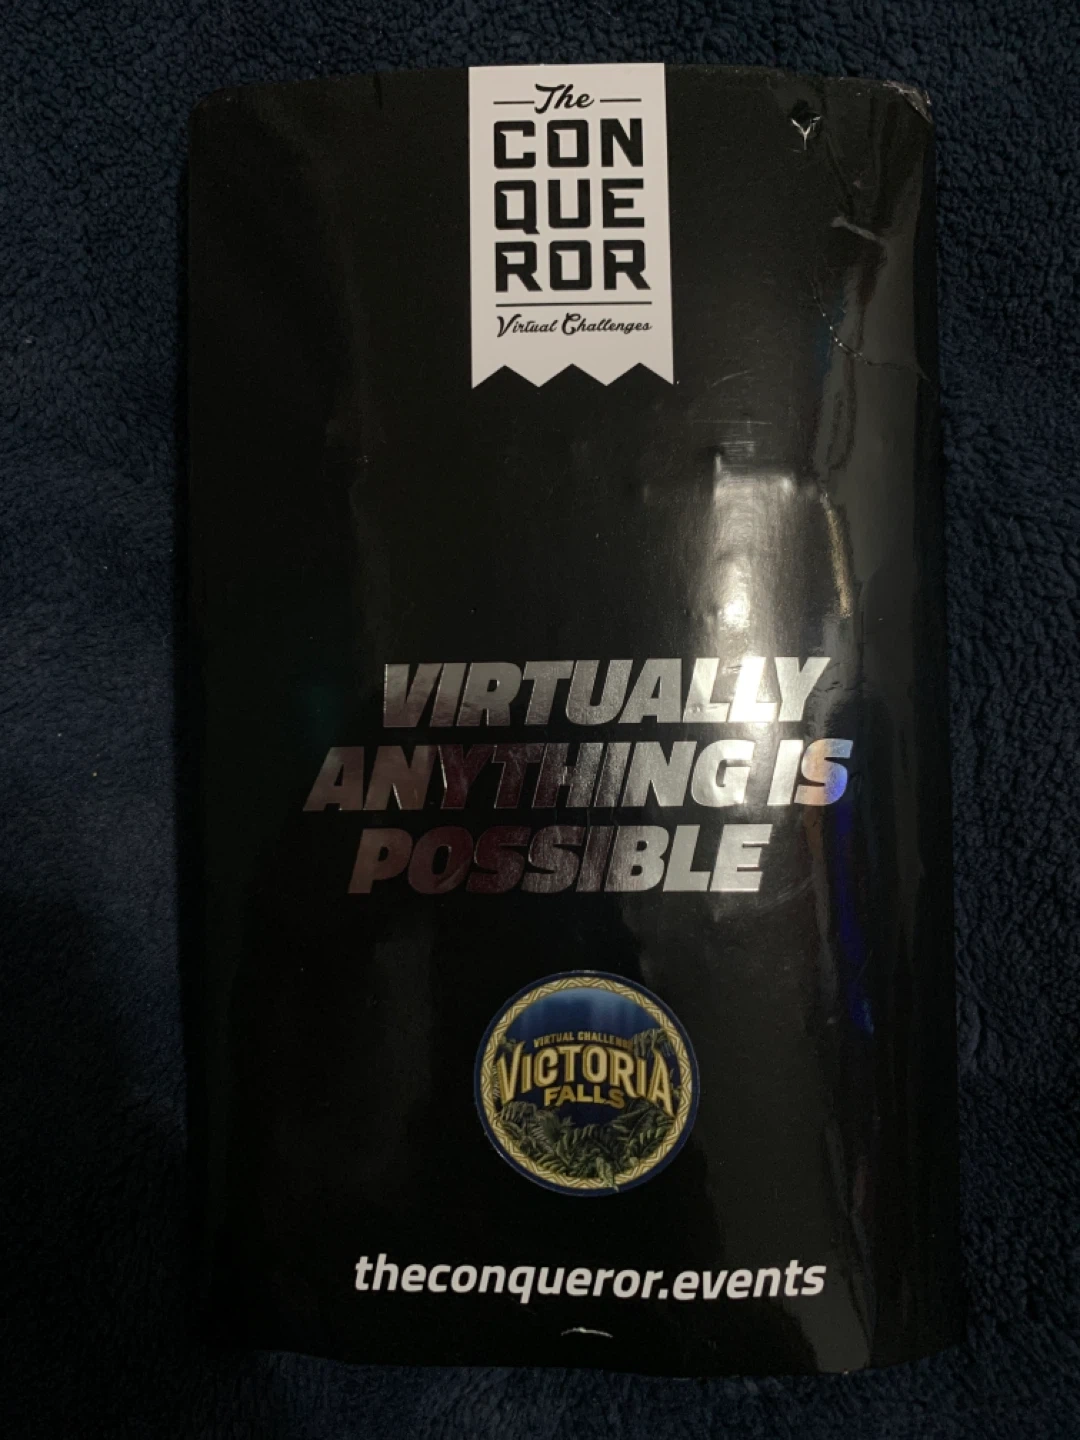 The
CON
QUE
ROR
Virtual Challenges
VIRTUALLY
ANYTHING IS
POSSIBLE
VIRTUAL CHALLENGE
VICTORIA
FALLS
theconqueror.events